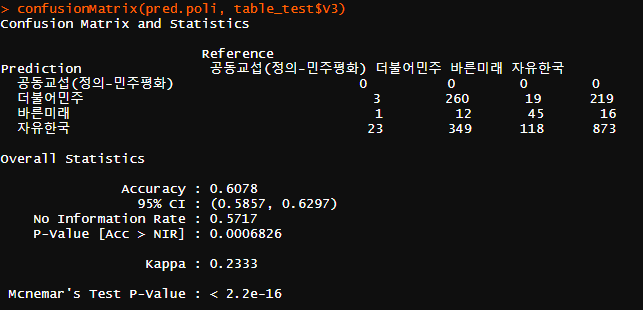 > confusionMatrix(pred.poli, table_test$V3)
Confusion Matrix and Statistics
Reference
Prediction 공동교섭(정의-민주평화) 더불어민주 바른미래 자유한국
공동교섭(정의-민주평화) 0 0 0 0
더불어민주 3 260 19 219
바른미래 1 12 45 16
자유한국 23 349 118 873
Overall Statistics
Accuracy : 0.6078
95% CI : (0.5857, 0.6297)
No Information Rate : 0.5717
P-Value [Acc > NIR] : 0.0006826
Kappa : 0.2333
Mcnemar's Test P-Value : < 2.2e-16